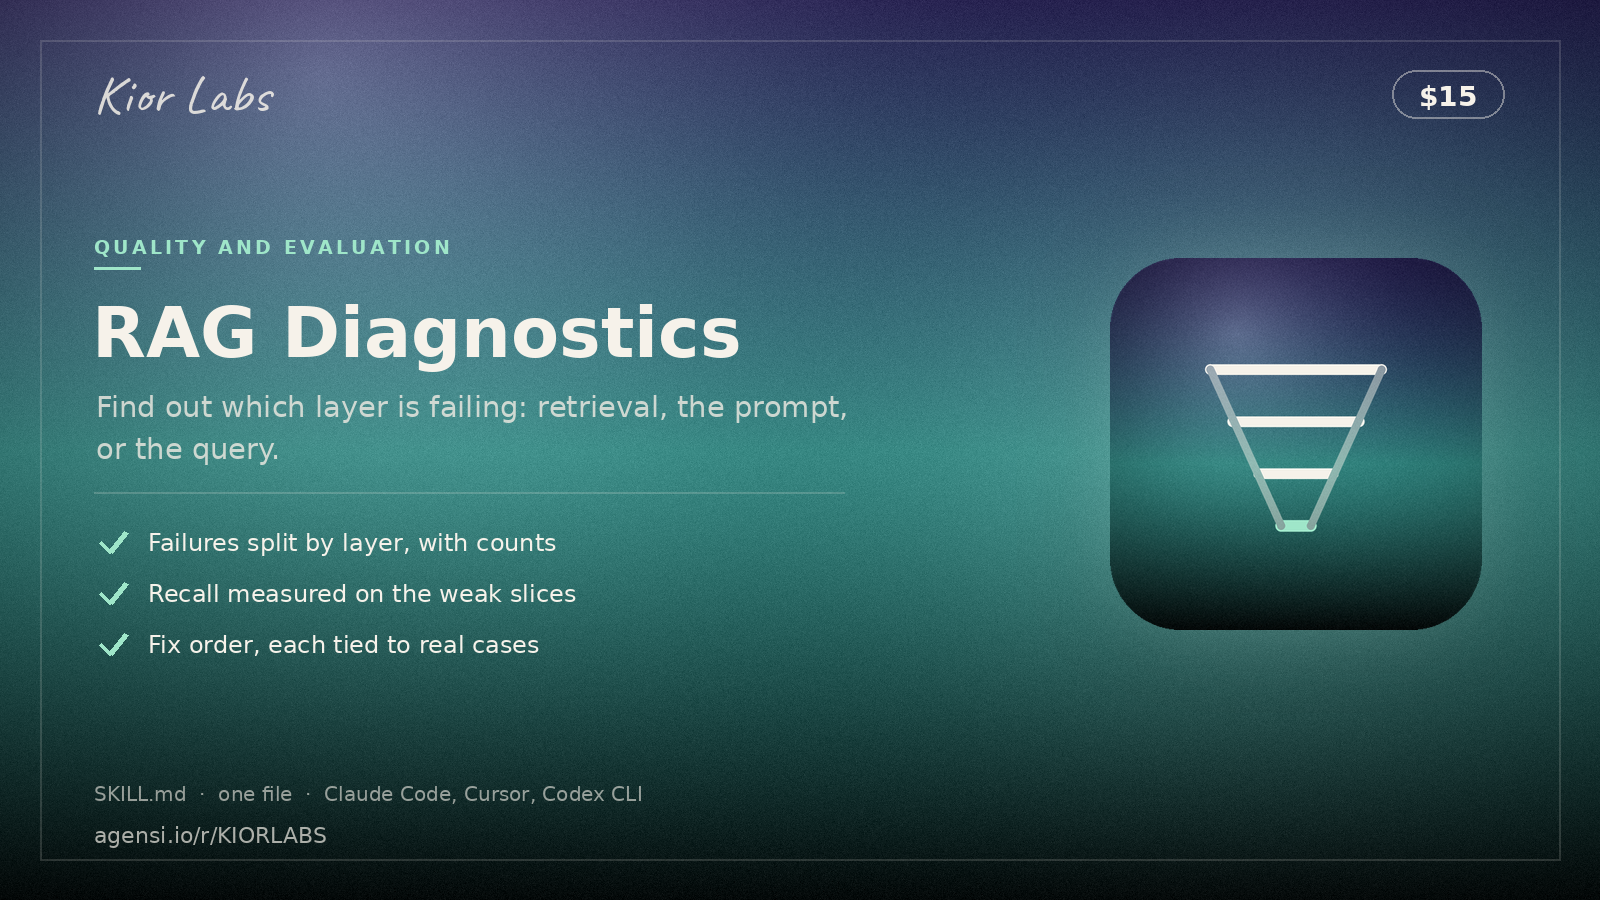 Kior Labs
$15
QUALITY AND EVALUATION
RAG Diagnostics
Find out which layer is failing: retrieval, the prompt,
or the query.
Failures split by layer, with counts
Recall measured on the weak slices
Fix order, each tied to real cases
SKILL.md · one file · Claude Code, Cursor, Codex CLI
agensi.io/r/KIORLABS